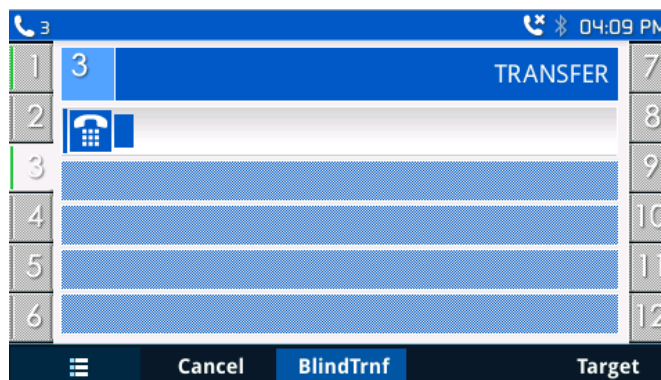 3 04:09 PM
1 3 TRANSFER 7
2 8
3 9
4 10
5 11
6 12
Cancel BlindTrnf Target